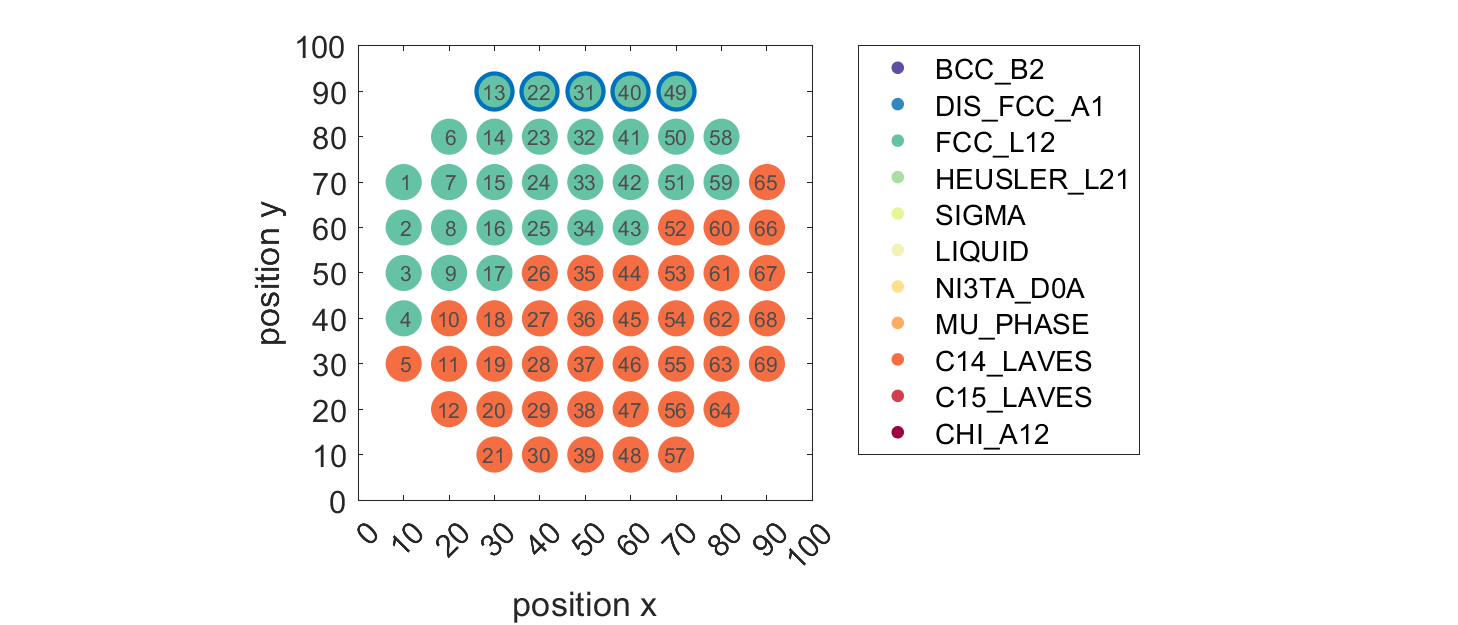 100
90
80
70
60
50
40
30
20
10
0
position y
13 22 31 40 49
6 14 23 32 41 50 58
1 7 15 24 33 42 51 59 65
2 8 16 25 34 43 52 60 66
3 9 17 26 35 44 53 61 67
4 10 18 27 36 45 54 62 68
5 11 19 28 37 46 55 63 69
12 20 29 38 47 56 64
21 30 39 48 57
0 10 20 30 40 50 60 70 80 90 100
position x
BCC_B2
DIS_FCC_A1
FCC_L12
HEUSLER_L21
SIGMA
LIQUID
NI3TA_D0A
MU_PHASE
C14_LAVES
C15_LAVES
CHI_A12